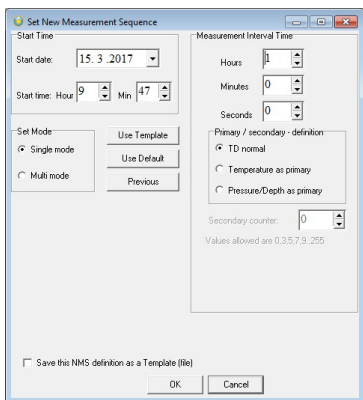 Set New Measurement Sequence
Start Time
Start date: 15. 3 .2017
Start time: Hour 9 Min 47
Set Mode
Single mode
Multi mode
Use Template
Use Default
Previous
Measurement Interval Time
Hours 1
Minutes 0
Seconds 0
Primary / secondary - definition
TD normal
Temperature as primary
Pressure/Depth as primary
Secondary counter: 0
Values allowed are 0,3,5,7,9..255
Save this NMS definition as a Template (file)
OK Cancel